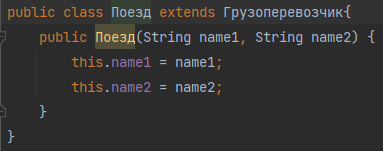 public class Поезд extends Грузоперевозчик{
public Поезд(String name1, String name2) {
this.name1 = name1;
this.name2 = name2;
}
}